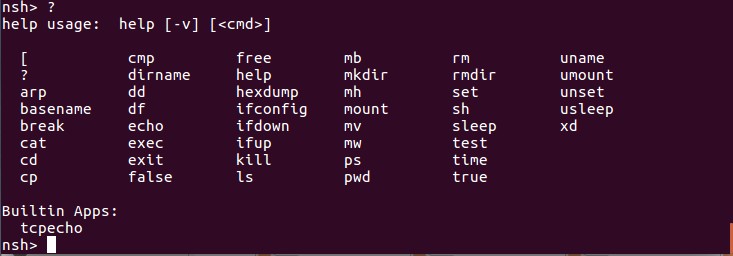 nsh> ?
help usage:  help [-v] [<cmd>]

  [         cmp         free        mb          rm          uname
  ?         dirname     help        mkdir       rmdir       umount
  arp       dd          hexdump     mh          set         unset
  basename  df          ifconfig    mount       sh          usleep
  break     echo        ifdown      mv          sleep       xd
  cat       exec        ifup        mw          test
  cd        exit        kill        ps          time
  cp        false       ls          pwd         true

Builtin Apps:
  tcpecho
nsh>